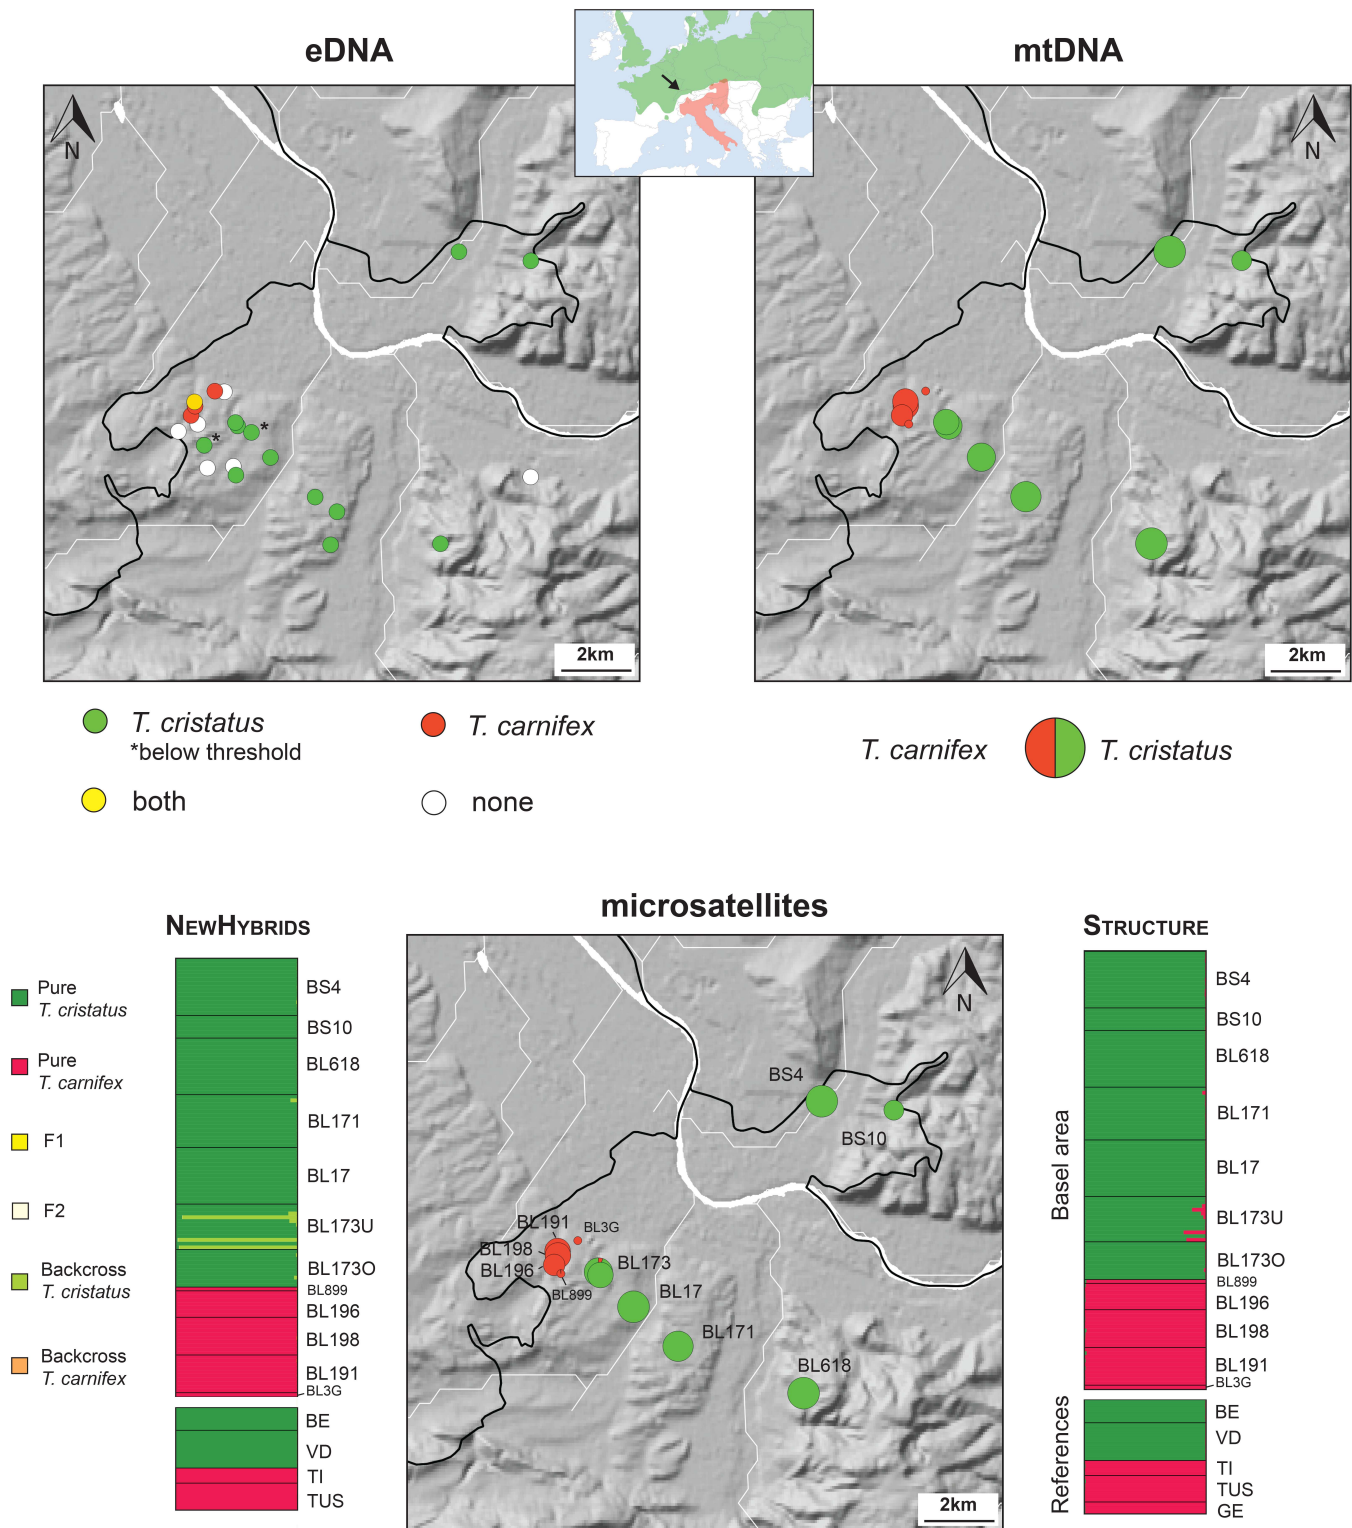 eDNA
mtDNA
N
N
*
*
2km
2km
T. cristatus
*below threshold
T. carnifex
both
none
T. carnifex
T. cristatus
microsatellites
NEWHYBRIDS
STRUCTURE
Pure
T. cristatus
Pure
T. carnifex
F1
F2
Backcross
T. cristatus
Backcross
T. carnifex
BS4
BS10
BL618
BL171
BL17
BL173U
BL173O
BL899
BL196
BL198
BL191
BL3G
BE
VD
TI
TUS
N
BS4
BS10
BL191
BL3G
BL198
BL196
BL173
BL899
BL17
BL171
BL618
2km
Basel area
References
BS4
BS10
BL618
BL171
BL17
BL173U
BL173O
BL899
BL196
BL198
BL191
BL3G
BE
VD
TI
TUS
GE